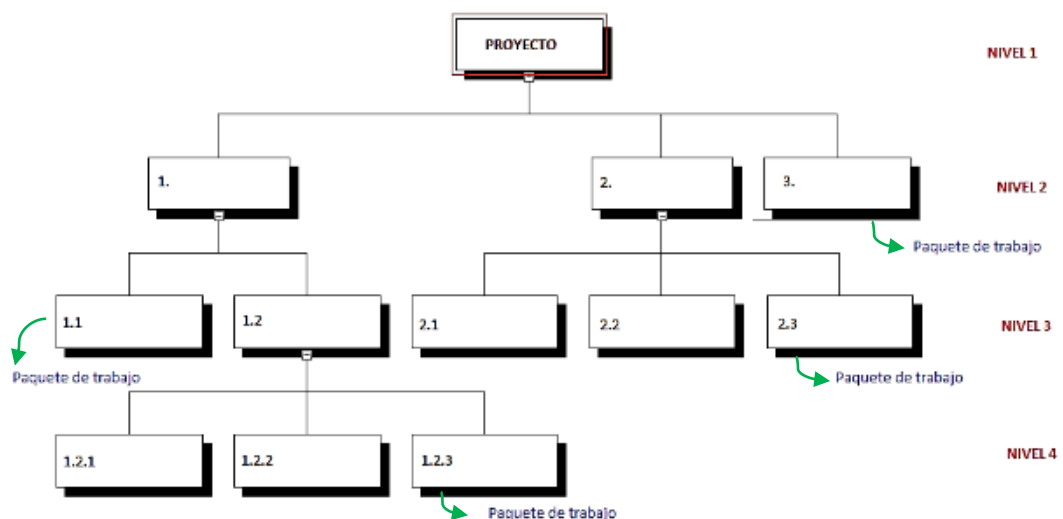 PROYECTO
NIVEL 1
1.
2.
3.
NIVEL 2
Paquete de trabajo
1.1
1.2
2.1
2.2
2.3
NIVEL 3
Paquete de trabajo
Paquete de trabajo
1.2.1
1.2.2
1.2.3
NIVEL 4
Paquete de trabajo